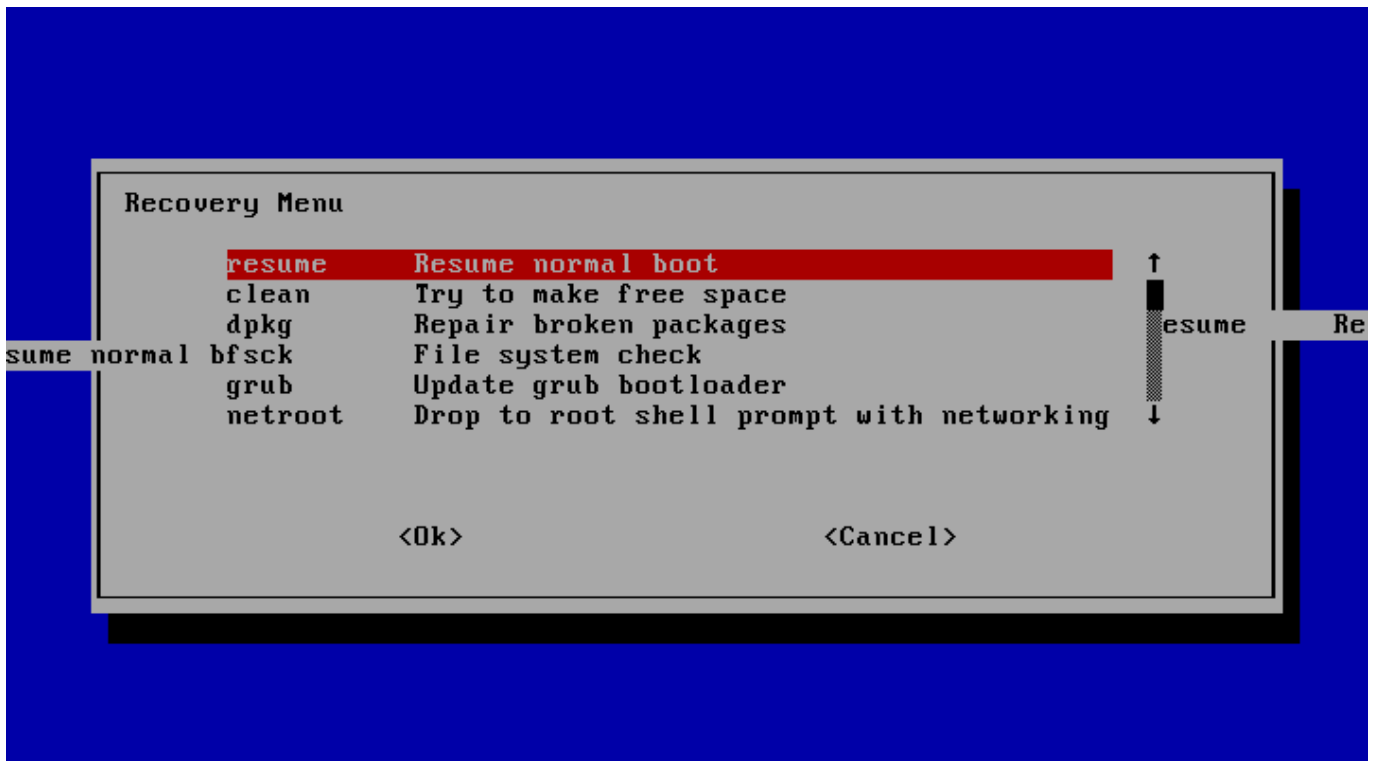 Recovery Menu
resume Resume normal boot ↑
clean Try to make free space
dpkg Repair broken packages esume Re
sume normal bfsck File system check
grub Update grub bootloader
netroot Drop to root shell prompt with networking ↓
<Ok> <Cancel>